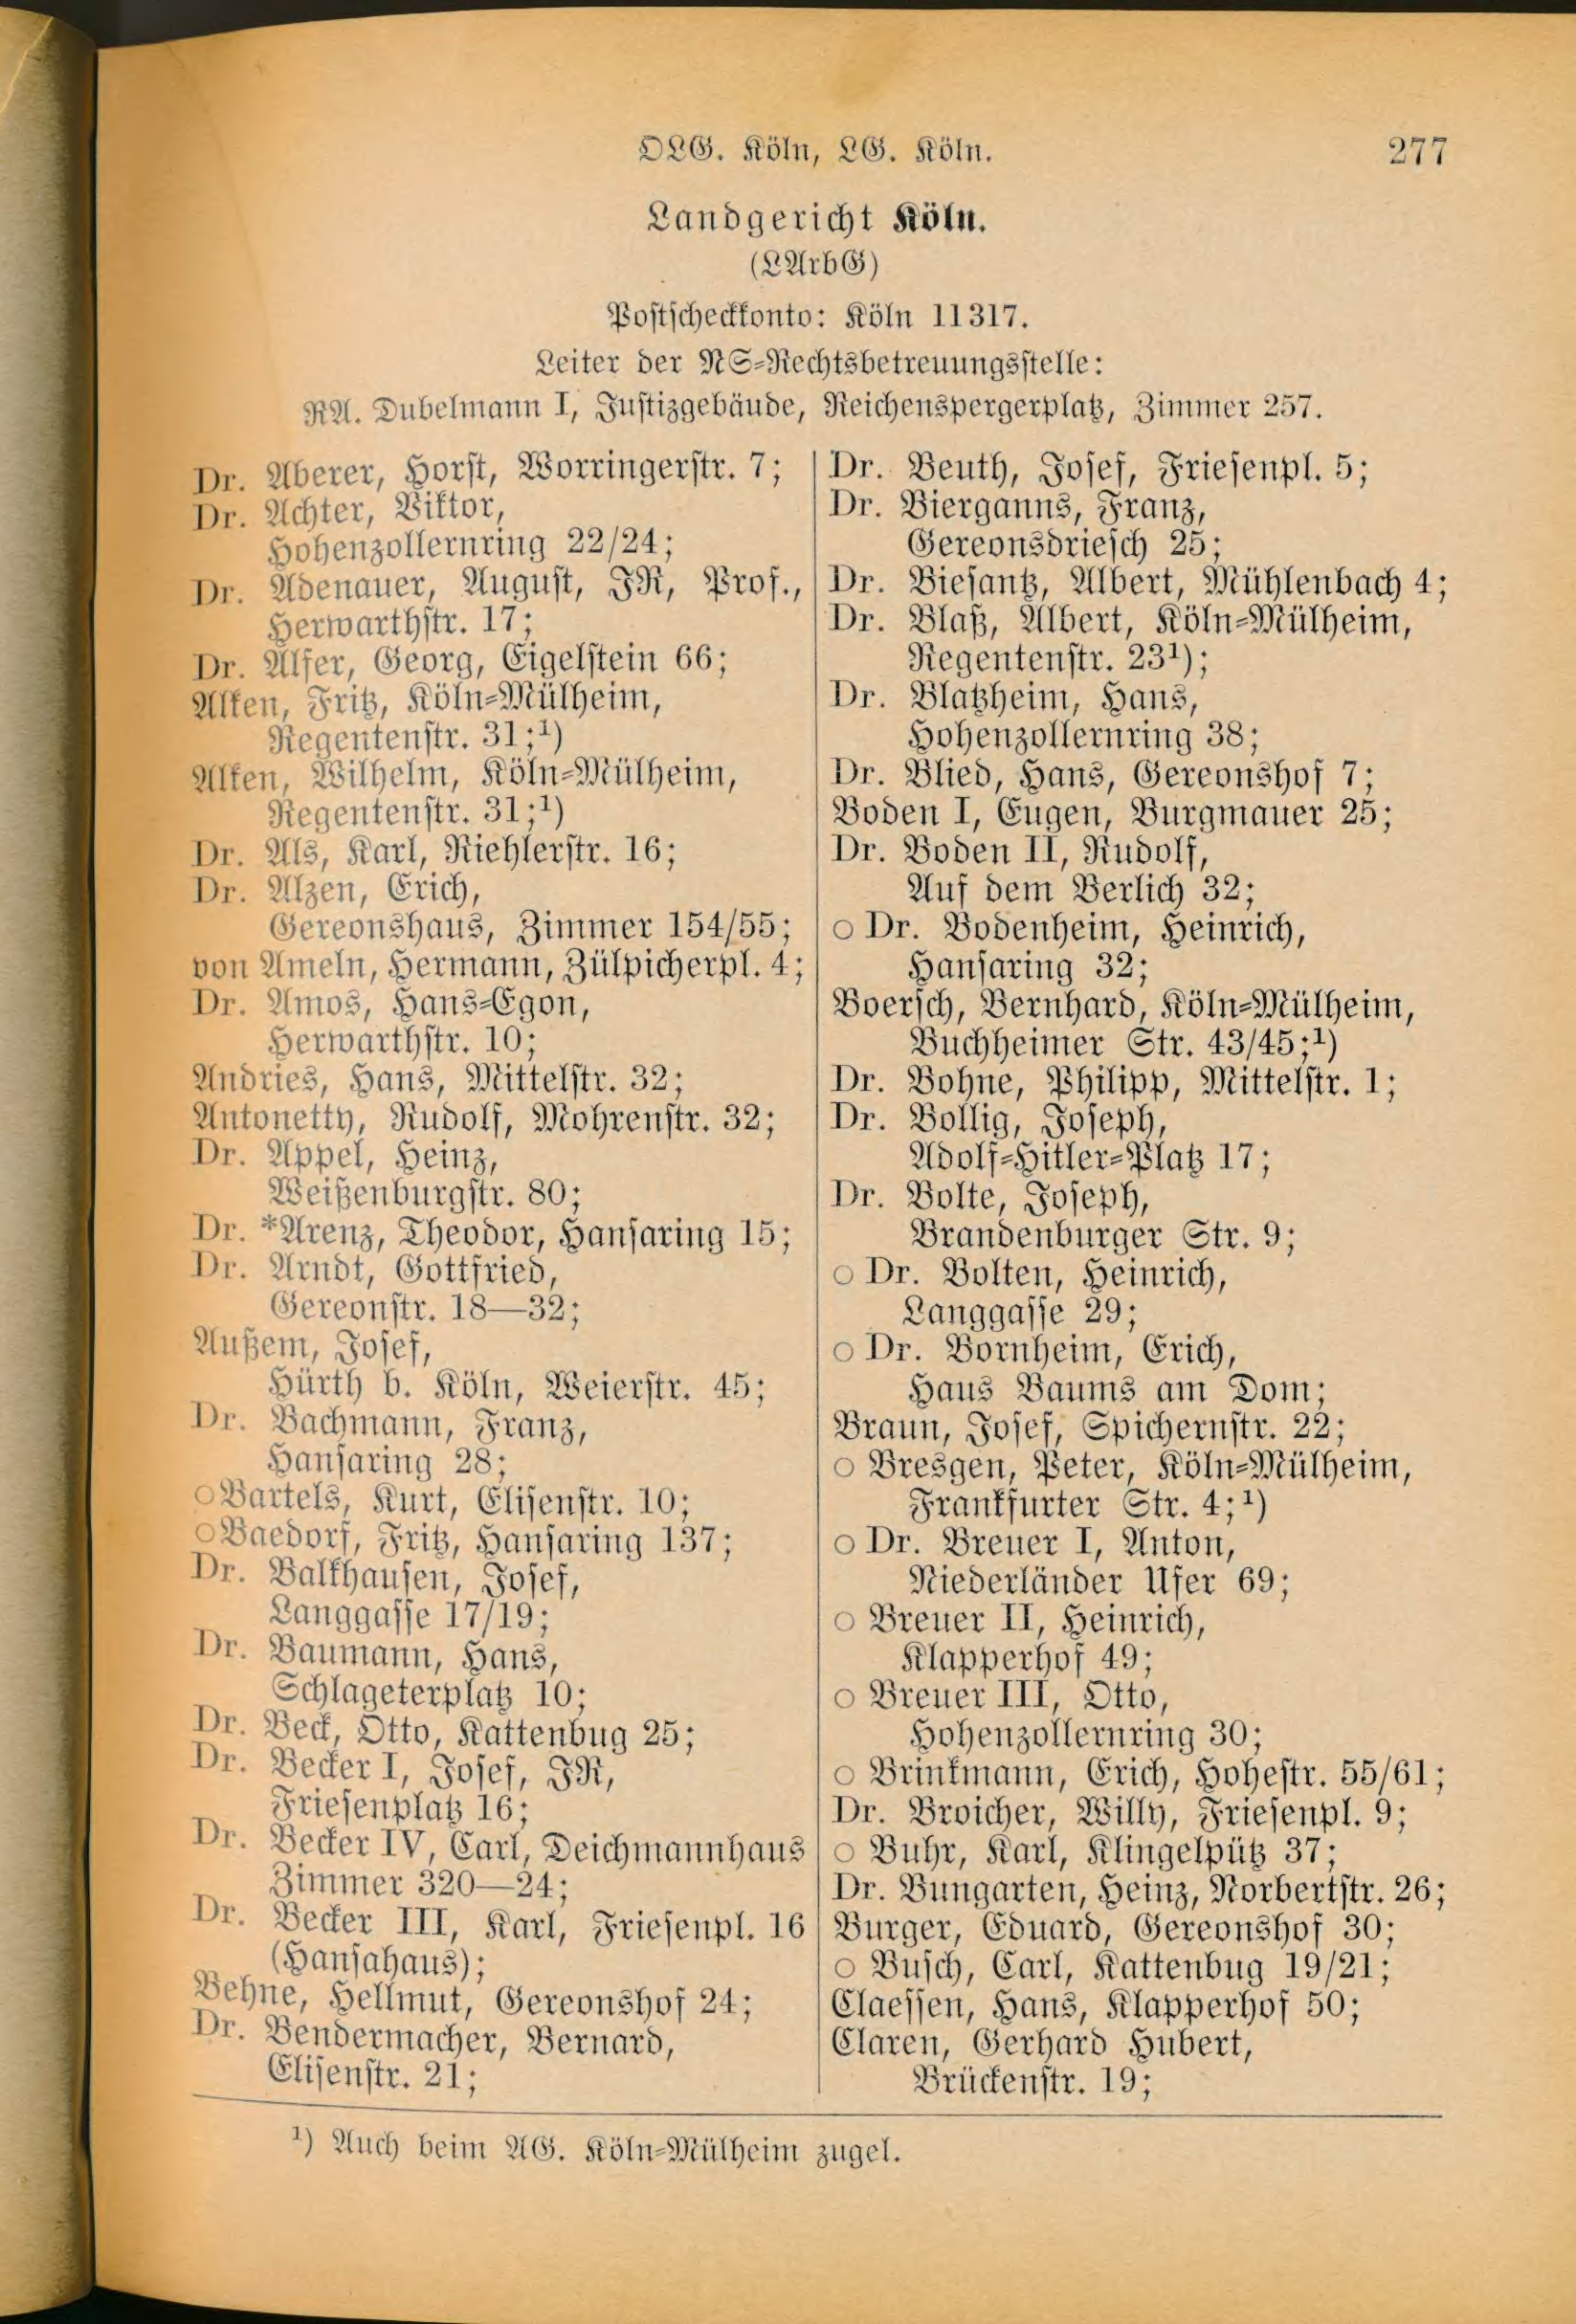 OLG. Köln, LG. Köln. 277
Landgericht Köln.
(LArbG)
Postscheckkonto: Köln 11317.
Leiter der NS-Rechtsbetreuungsstelle:
RA. Dubelmann I, Justizgebäude, Reichenspergerplatz, Zimmer 257.
Dr. Aberer, Horst, Worringerstr. 7;
Dr. Achter, Viktor,
Hohenzollernring 22/24;
Dr. Adenauer, August, JR, Prof.,
Herwarthstr. 17;
Dr. Alfer, Georg, Eigelstein 66;
Alken, Fritz, Köln-Mülheim,
Regentenstr. 31;¹)
Alken, Wilhelm, Köln-Mülheim,
Regentenstr. 31;¹)
Dr. Als, Karl, Riehlerstr. 16;
Dr. Alzen, Erich,
Gereonshaus, Zimmer 154/55;
von Ameln, Hermann, Zülpicherpl. 4;
Dr. Amos, Hans-Egon,
Herwarthstr. 10;
Andries, Hans, Mittelstr. 32;
Antonetty, Rudolf, Mohrenstr. 32;
Dr. Appel, Heinz,
Weißenburgstr. 80;
Dr. *Arenz, Theodor, Hansaring 15;
Dr. Arndt, Gottfried,
Gereonstr. 18—32;
Außem, Josef,
Hürth b. Köln, Weierstr. 45;
Dr. Bachmann, Franz,
Hansaring 28;
○ Bartels, Kurt, Elisenstr. 10;
○ Baedorf, Fritz, Hansaring 137;
Dr. Balkhausen, Josef,
Langgasse 17/19;
Dr. Baumann, Hans,
Schlageterplatz 10;
Dr. Beck, Otto, Kattenbug 25;
Dr. Becker I, Josef, JR,
Friesenplatz 16;
Dr. Becker IV, Carl, Deichmannhaus
Zimmer 320—24;
Dr. Becker III, Karl, Friesenpl. 16
(Hansahaus);
Behne, Hellmut, Gereonshof 24;
Dr. Bendermacher, Bernard,
Elisenstr. 21;
Dr. Beuth, Josef, Friesenpl. 5;
Dr. Bierganns, Franz,
Gereonsdriesch 25;
Dr. Biesantz, Albert, Mühlenbach 4;
Dr. Blaß, Albert, Köln-Mülheim,
Regentenstr. 23¹);
Dr. Blatzheim, Hans,
Hohenzollernring 38;
Dr. Blied, Hans, Gereonshof 7;
Boden I, Eugen, Burgmauer 25;
Dr. Boden II, Rudolf,
Auf dem Berlich 32;
○ Dr. Bodenheim, Heinrich,
Hansaring 32;
Boersch, Bernhard, Köln-Mülheim,
Buchheimer Str. 43/45;¹)
Dr. Bohne, Philipp, Mittelstr. 1;
Dr. Bollig, Joseph,
Adolf-Hitler-Platz 17;
Dr. Bolte, Joseph,
Brandenburger Str. 9;
○ Dr. Bolten, Heinrich,
Langgasse 29;
○ Dr. Bornheim, Erich,
Haus Baums am Dom;
Braun, Josef, Spichernstr. 22;
○ Bresgen, Peter, Köln-Mülheim,
Frankfurter Str. 4;¹)
○ Dr. Breuer I, Anton,
Niederländer Ufer 69;
○ Breuer II, Heinrich,
Klapperhof 49;
○ Breuer III, Otto,
Hohenzollernring 30;
○ Brinkmann, Erich, Hohestr. 55/61;
Dr. Broicher, Willy, Friesenpl. 9;
○ Buhr, Karl, Klingelpütz 37;
Dr. Bungarten, Heinz, Norbertstr. 26;
Burger, Eduard, Gereonshof 30;
○ Busch, Carl, Kattenbug 19/21;
Claessen, Hans, Klapperhof 50;
Claren, Gerhard Hubert,
Brückenstr. 19;
¹) Auch beim AG. Köln-Mülheim zugel.